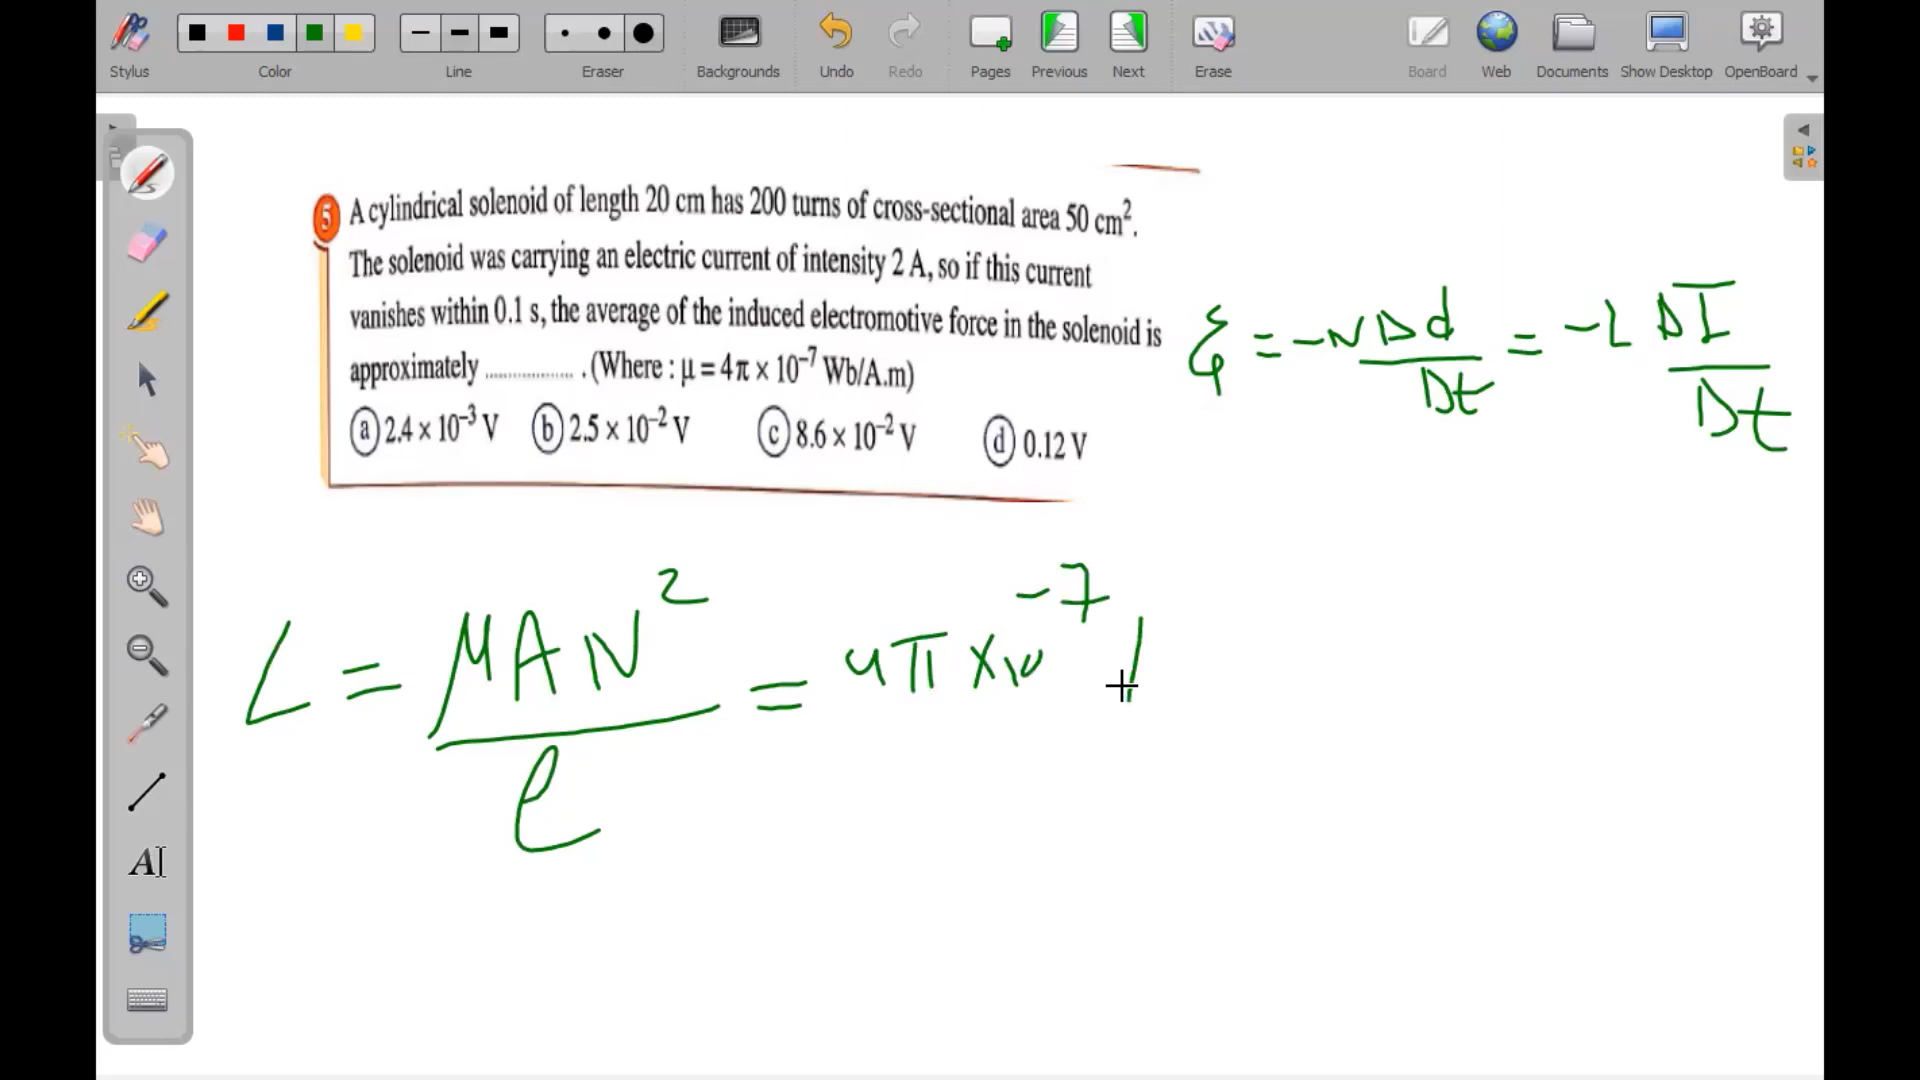 Stylus Color Line Eraser Backgrounds Undo Redo Pages Previous Next Erase Board Web Documents Show Desktop OpenBoard
5 A cylindrical solenoid of length 20 cm has 200 turns of cross-sectional area 50 cm².
The solenoid was carrying an electric current of intensity 2 A, so if this current
vanishes within 0.1 s, the average of the induced electromotive force in the solenoid is
approximately .................. . (Where : μ = 4π × 10⁻⁷ Wb/A.m)
a 2.4 × 10⁻³ V b 2.5 × 10⁻² V c 8.6 × 10⁻² V d 0.12 V
ξ = -N Δϕ / Δt = -L ΔI / Δt
L = μAN² / ℓ = 4π × 10⁻⁷